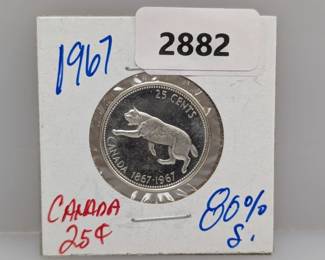 1967
2882
25 CENTS
CANADA 1867-1967
CANADA
25¢
80%
S.